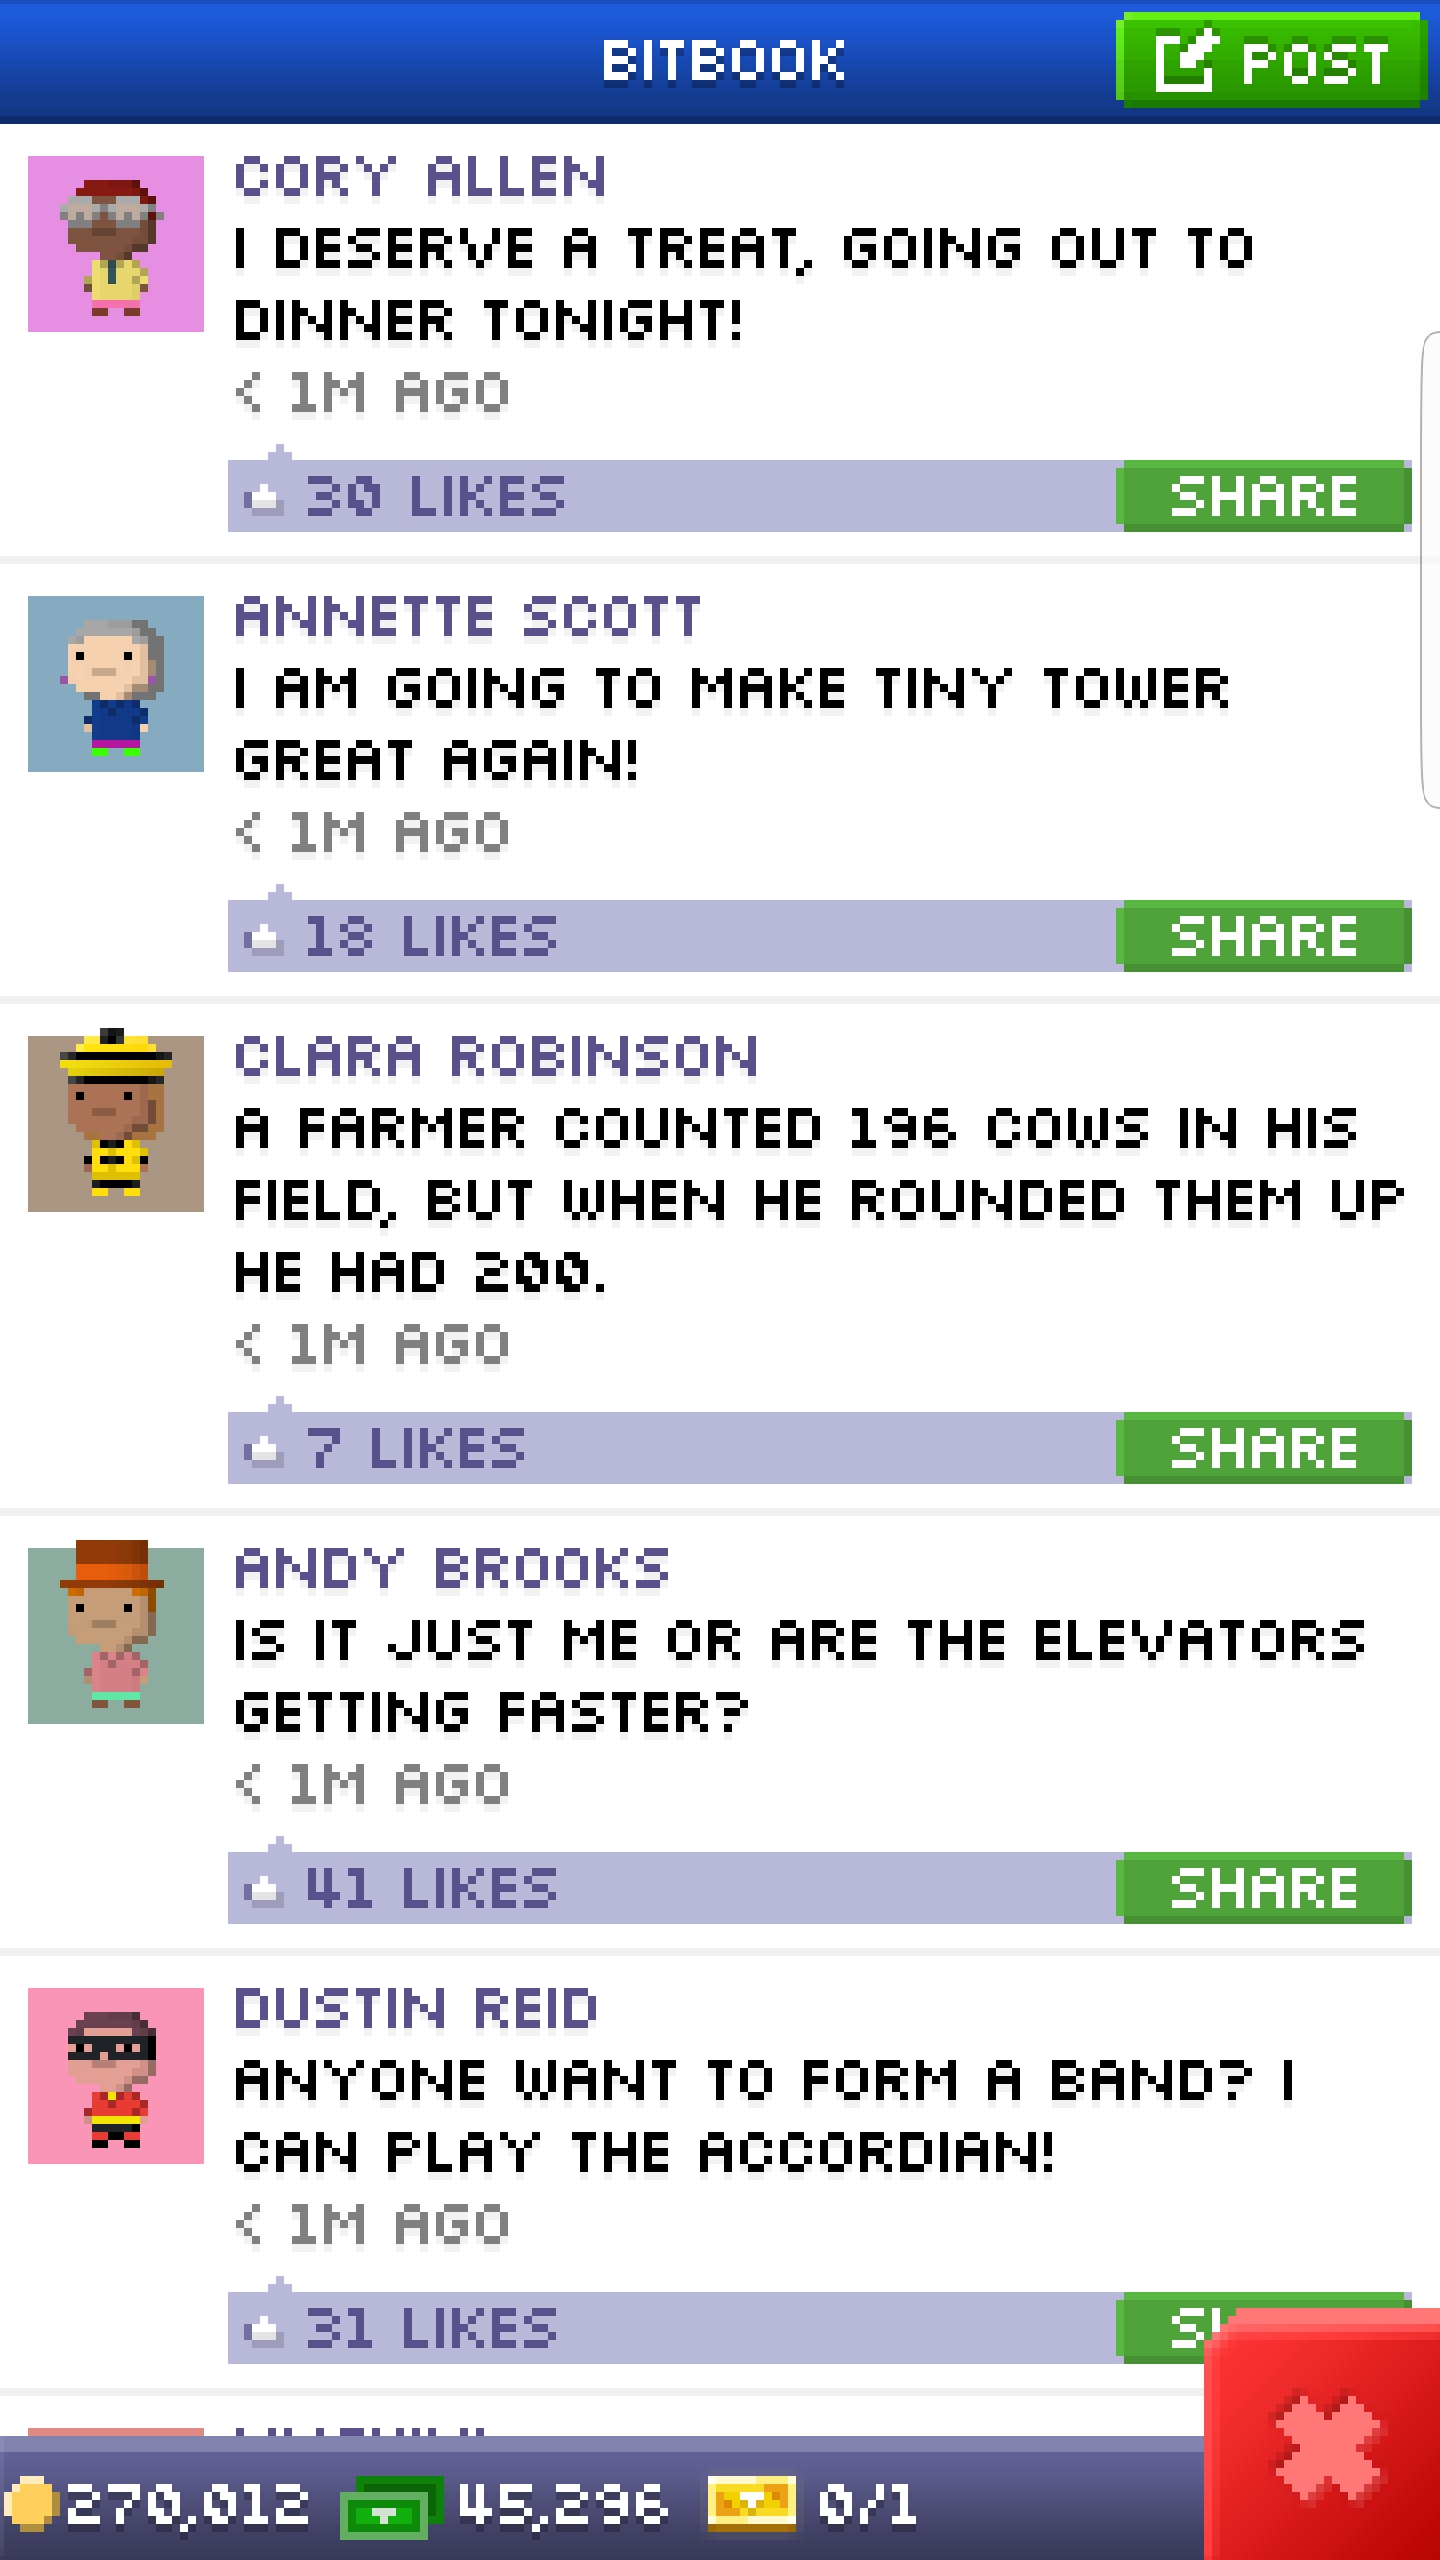 BITBOOK
POST
CORY ALLEN
I DESERVE A TREAT, GOING OUT TO
DINNER TONIGHT!
< 1M AGO
30 LIKES
SHARE
ANNETTE SCOTT
I AM GOING TO MAKE TINY TOWER
GREAT AGAIN!
< 1M AGO
18 LIKES
SHARE
CLARA ROBINSON
A FARMER COUNTED 196 COWS IN HIS
FIELD, BUT WHEN HE ROUNDED THEM UP
HE HAD 200.
< 1M AGO
7 LIKES
SHARE
ANDY BROOKS
IS IT JUST ME OR ARE THE ELEVATORS
GETTING FASTER?
< 1M AGO
41 LIKES
SHARE
DUSTIN REID
ANYONE WANT TO FORM A BAND? I
CAN PLAY THE ACCORDIAN!
< 1M AGO
31 LIKES
270,012
45,296
0/1